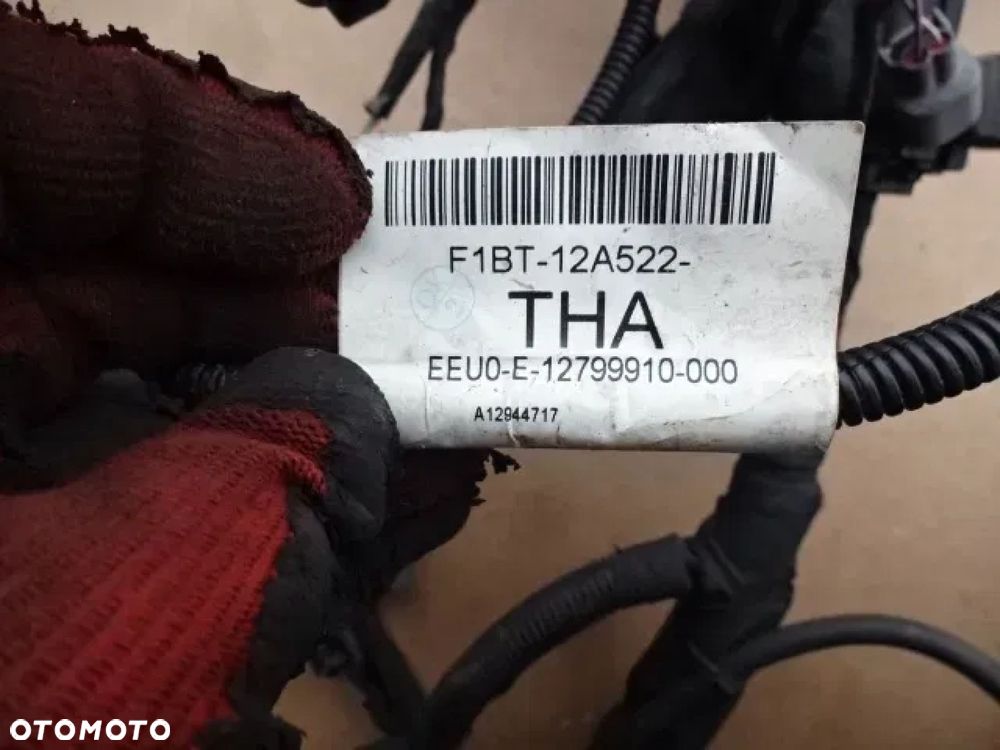 F1BT-12A522-
THA
EEU0-E-12799910-000
A12944717
OTOMOTO